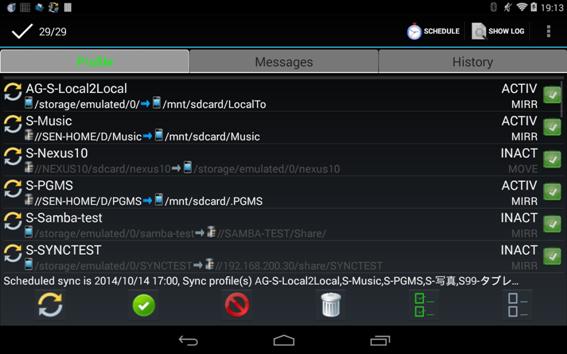 19:13
29/29 SCHEDULE SHOW LOG
Profile Messages History
AG-S-Local2Local ACTIV
/storage/emulated/0/ /mnt/sdcard/LocalTo MIRR
S-Music ACTIV
//SEN-HOME/D/Music /mnt/sdcard/Music MIRR
S-Nexus10 INACT
//NEXUS10/sdcard/nexus10 /storage/emulated/0/nexus10 MOVE
S-PGMS ACTIV
//SEN-HOME/D/PGMS /mnt/sdcard/.PGMS MIRR
S-Samba-test INACT
/storage/emulated/0/samba-test //SAMBA-TEST/Share/ MIRR
S-SYNCTEST INACT
/storage/emulated/0/SYNCTEST //192.168.200.30/share/SYNCTEST MIRR
Scheduled sync is 2014/10/14 17:00, Sync profile(s) AG-S-Local2Local,S-Music,S-PGMS,S-写真,S99-タブレ...